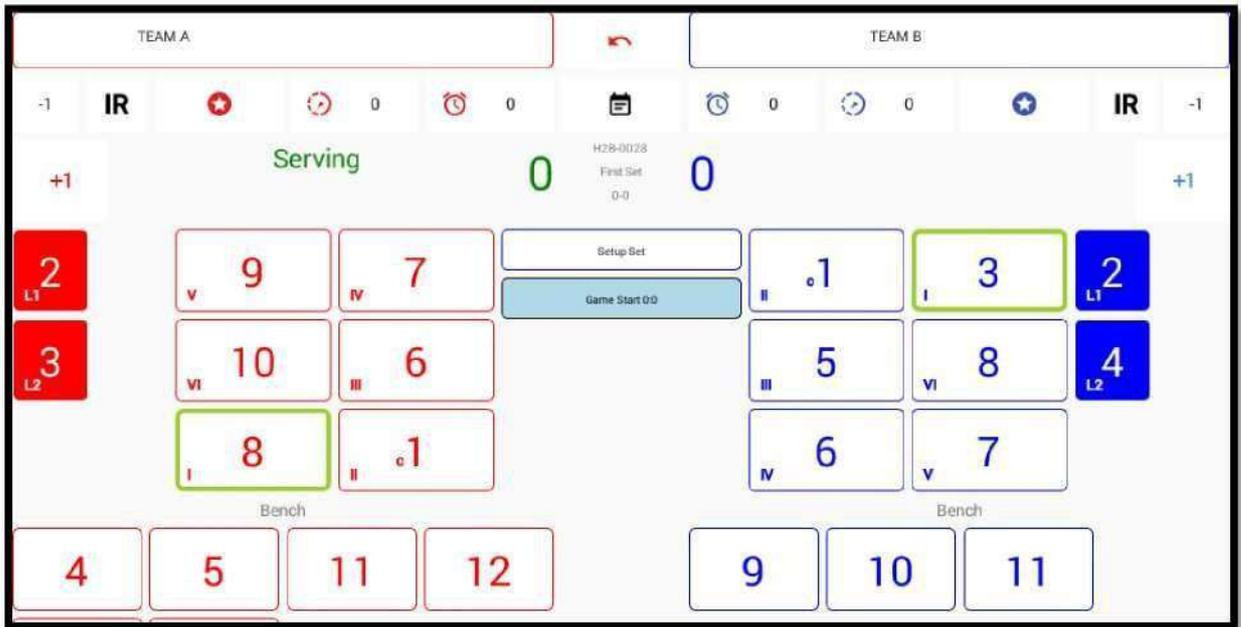 TEAM A
TEAM B
-1 IR 0 0 0 0 IR -1
+1 Serving 0 H28-0028 0 +1
First Set
0-0
2 L1 9 V 7 IV Setup Set c1 II 3 I 2 L1
Game Start 0:0
3 L2 10 VI 6 III 5 III 8 VI 4 L2
8 I c1 II 6 IV 7 V
Bench Bench
4 5 11 12 9 10 11